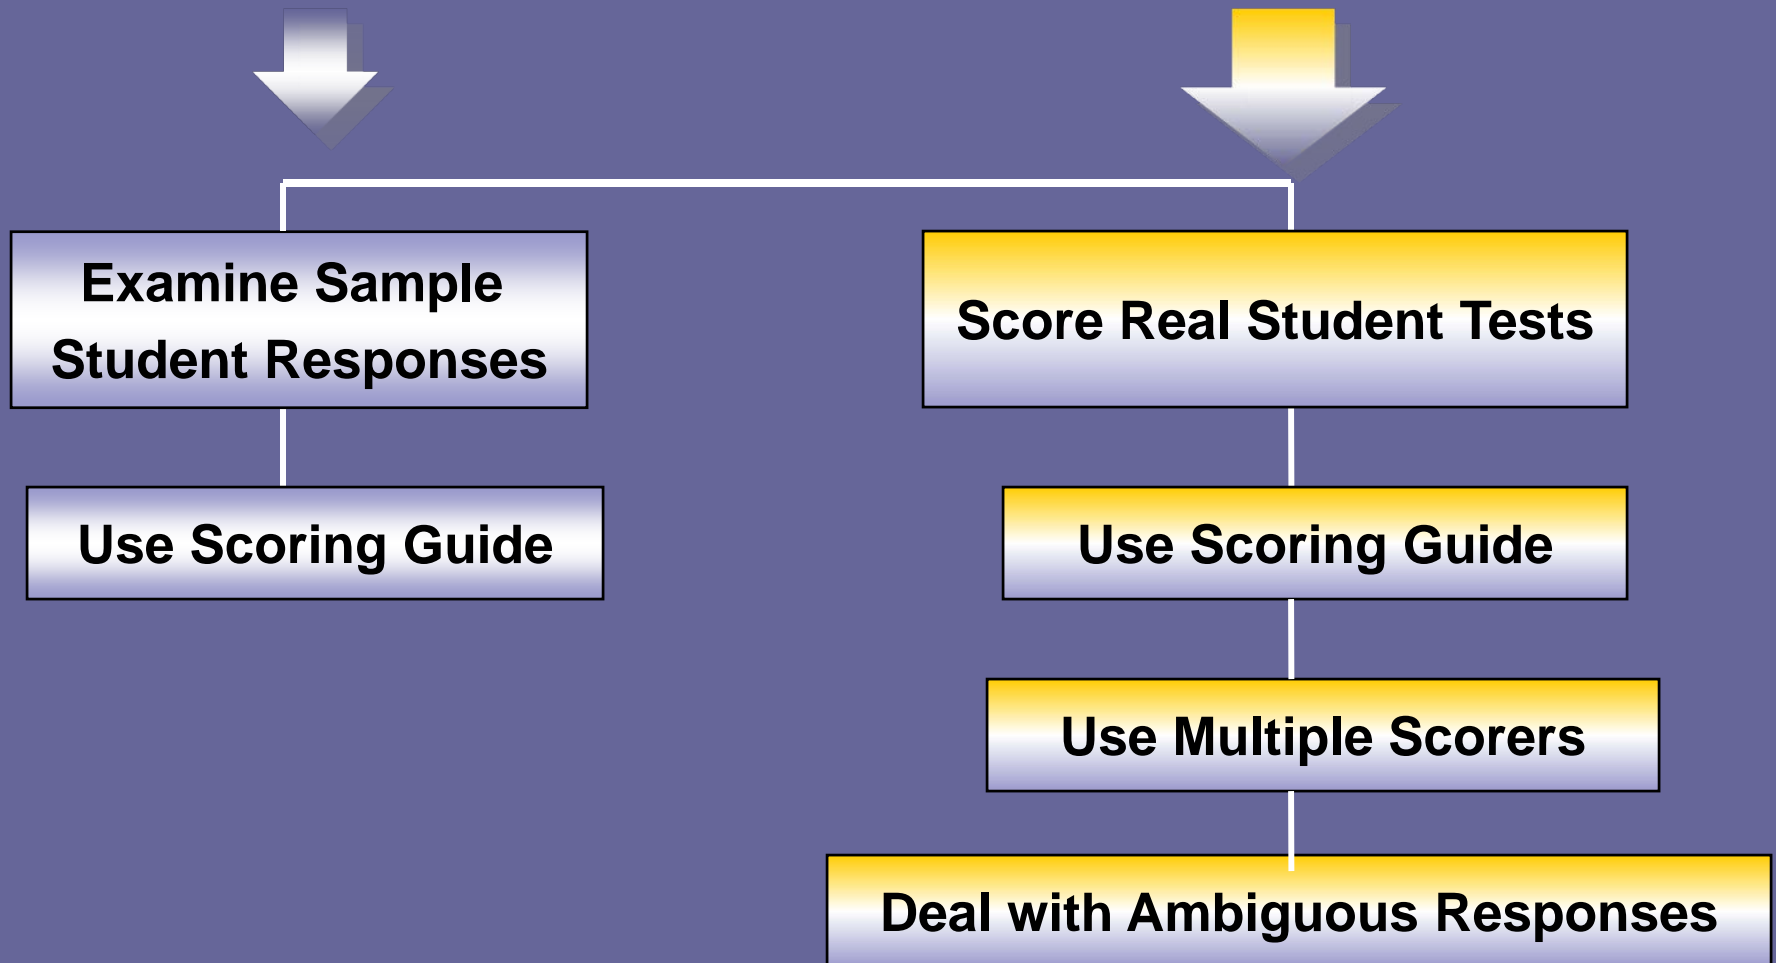 Examine Sample
Student Responses
Score Real Student Tests
Use Scoring Guide
Use Scoring Guide
Use Multiple Scorers
Deal with Ambiguous Responses